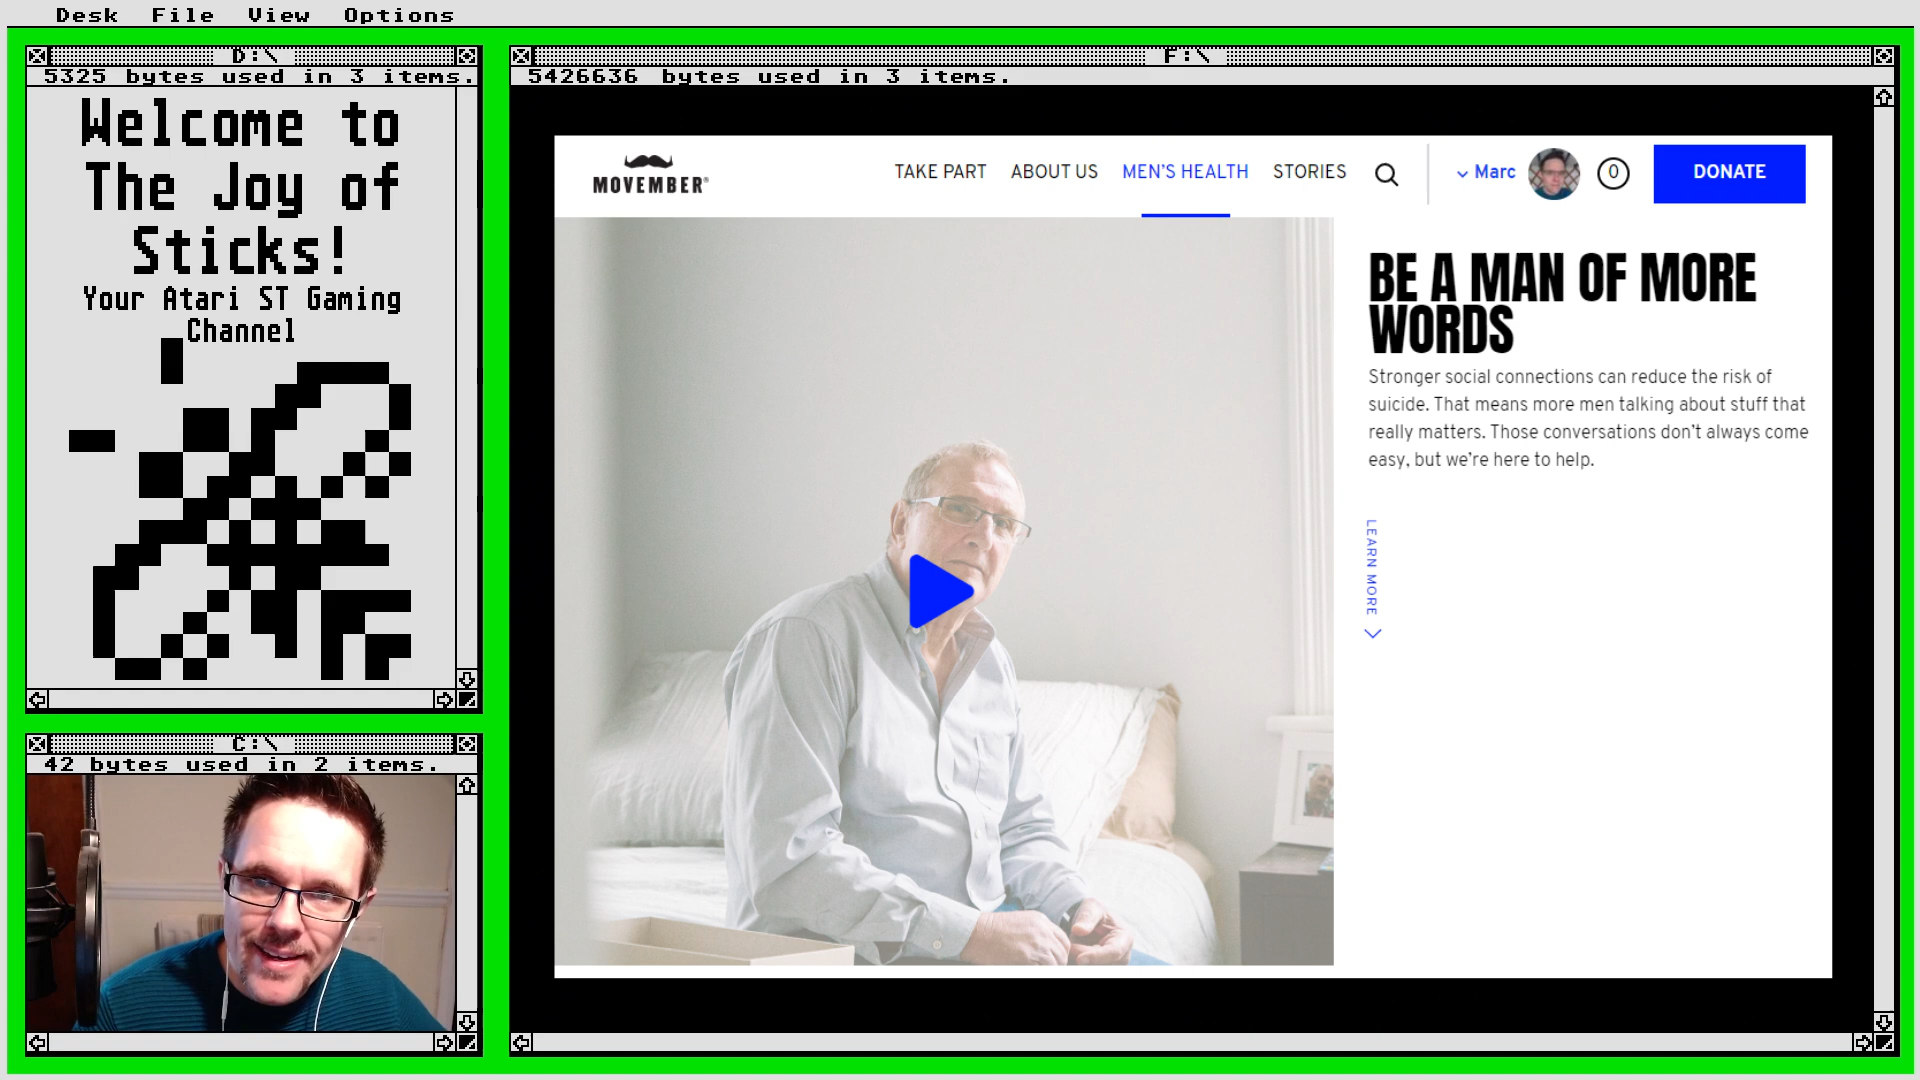 Desk File View Options
D:\
5325 bytes used in 3 items.
Welcome to
The Joy of
Sticks!
Your Atari ST Gaming
Channel
C:\
42 bytes used in 2 items.
F:\
5426636 bytes used in 3 items.
MOVEMBER®
TAKE PART ABOUT US MEN'S HEALTH STORIES Marc 0 DONATE
BE A MAN OF MORE
WORDS
Stronger social connections can reduce the risk of
suicide. That means more men talking about stuff that
really matters. Those conversations don't always come
easy, but we're here to help.
LEARN MORE